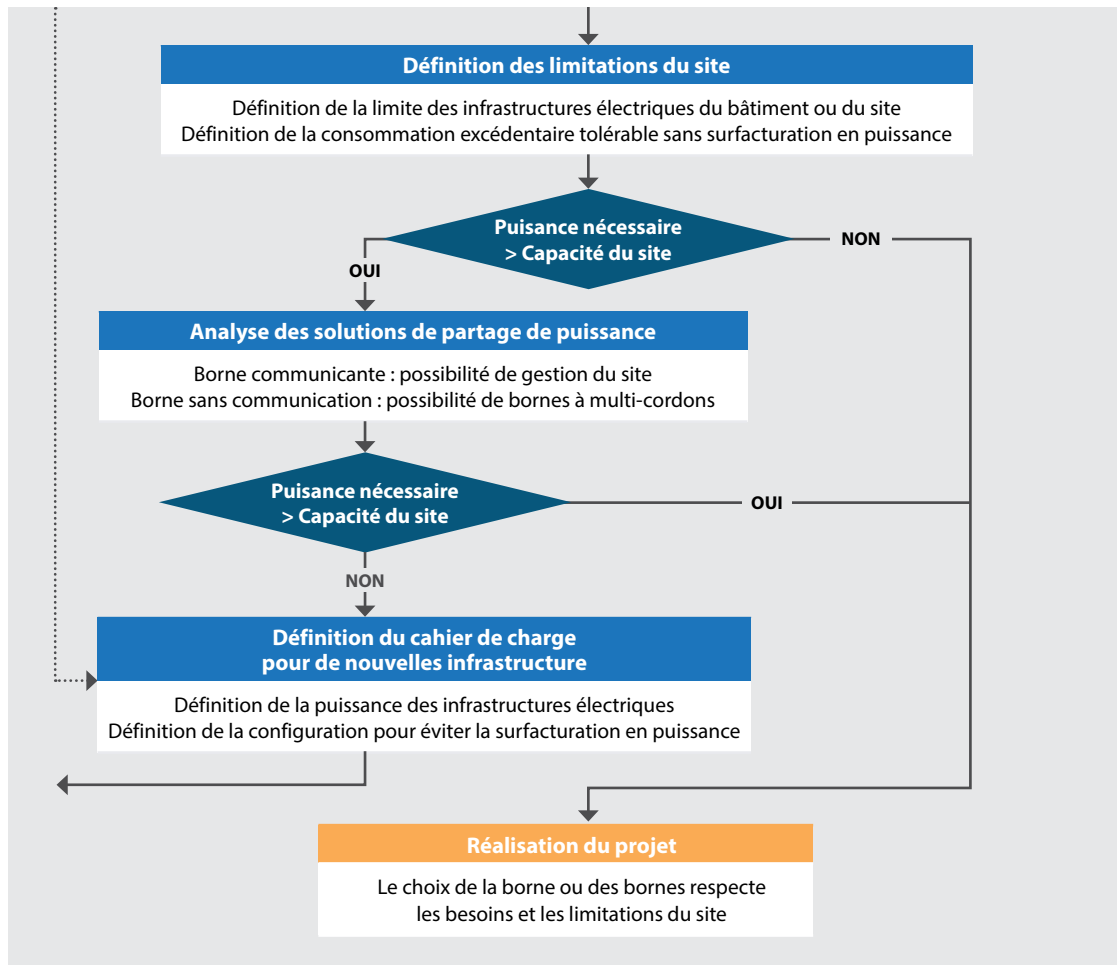 Définition des limitations du site
Définition de la limite des infrastructures électriques du bâtiment ou du site
Définition de la consommation excédentaire tolérable sans surfacturation en puissance
Puisance nécessaire
> Capacité du site
NON
OUI
Analyse des solutions de partage de puissance
Borne communicante : possibilité de gestion du site
Borne sans communication : possibilité de bornes à multi-cordons
Puisance nécessaire
> Capacité du site
OUI
NON
Définition du cahier de charge
pour de nouvelles infrastructure
Définition de la puissance des infrastructures électriques
Définition de la configuration pour éviter la surfacturation en puissance
Réalisation du projet
Le choix de la borne ou des bornes respecte
les besoins et les limitations du site